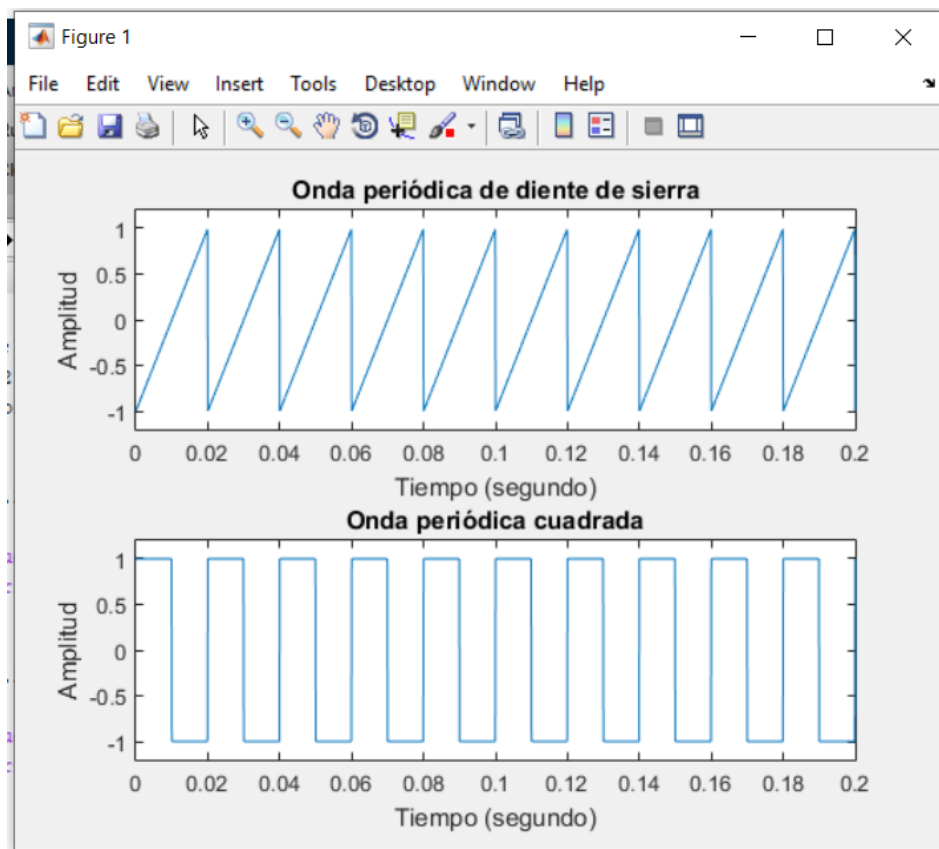 Figure 1
File Edit View Insert Tools Desktop Window Help
Onda periódica de diente de sierra
Amplitud
1
0.5
0
-0.5
-1
0 0.02 0.04 0.06 0.08 0.1 0.12 0.14 0.16 0.18 0.2
Tiempo (segundo)
Onda periódica cuadrada
Amplitud
1
0.5
0
-0.5
-1
0 0.02 0.04 0.06 0.08 0.1 0.12 0.14 0.16 0.18 0.2
Tiempo (segundo)